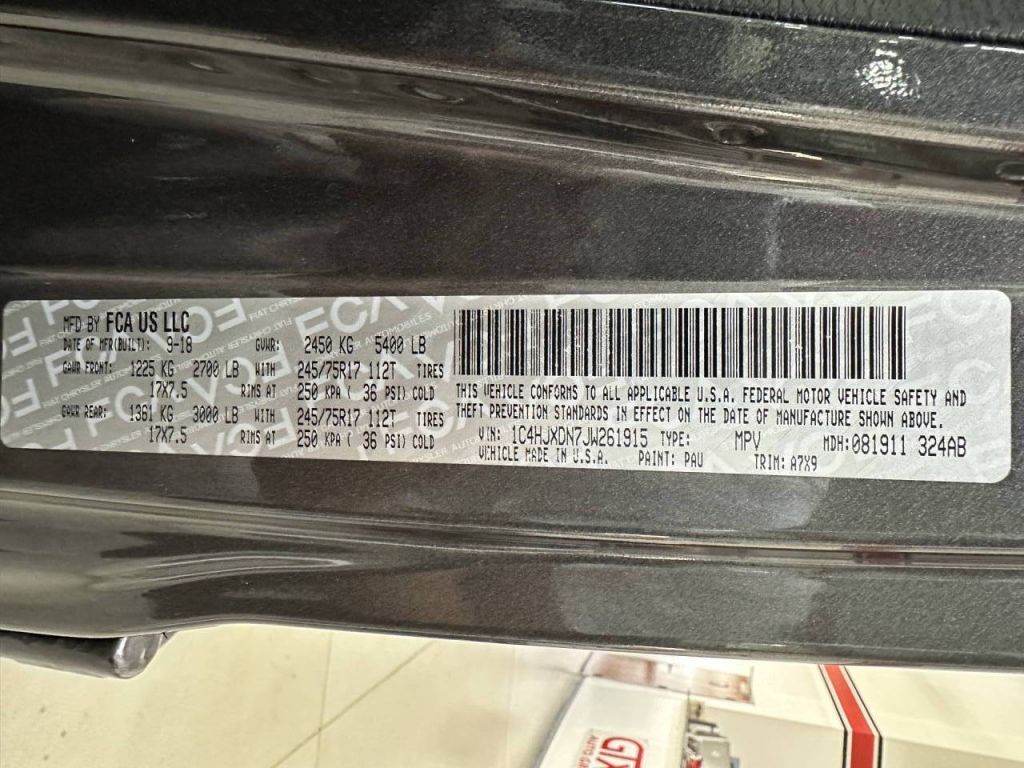 MFD BY FCA US LLC
DATE OF MFR(BUILT): 9-18 GVWR: 2450 KG 5400 LB
GAWR FRONT: 1225 KG 2700 LB WITH 245/75R17 112T TIRES
17X7.5 RIMS AT 250 KPA ( 36 PSI) COLD
GAWR REAR: 1361 KG 3000 LB WITH 245/75R17 112T TIRES
17X7.5 RIMS AT 250 KPA ( 36 PSI) COLD
THIS VEHICLE CONFORMS TO ALL APPLICABLE U.S.A. FEDERAL MOTOR VEHICLE SAFETY AND
THEFT PREVENTION STANDARDS IN EFFECT ON THE DATE OF MANUFACTURE SHOWN ABOVE.
VIN: 1C4HJXDN7JW261915 TYPE: MPV MDH:081911 324AB
VEHICLE MADE IN U.S.A. PAINT: PAU TRIM: A7X9
GTX